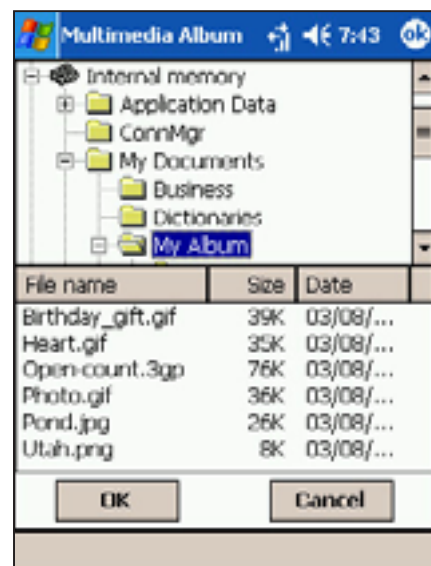 Multimedia Album 7:43 ok
Internal memory
Application Data
ConnMgr
My Documents
Business
Dictionaries
My Album
File name Size Date
Birthday_gift.gif 39K 03/08/...
Heart.gif 35K 03/08/...
Open-count.3gp 76K 03/08/...
Photo.gif 36K 03/08/...
Pond.jpg 26K 03/08/...
Utah.png 8K 03/08/...
OK Cancel